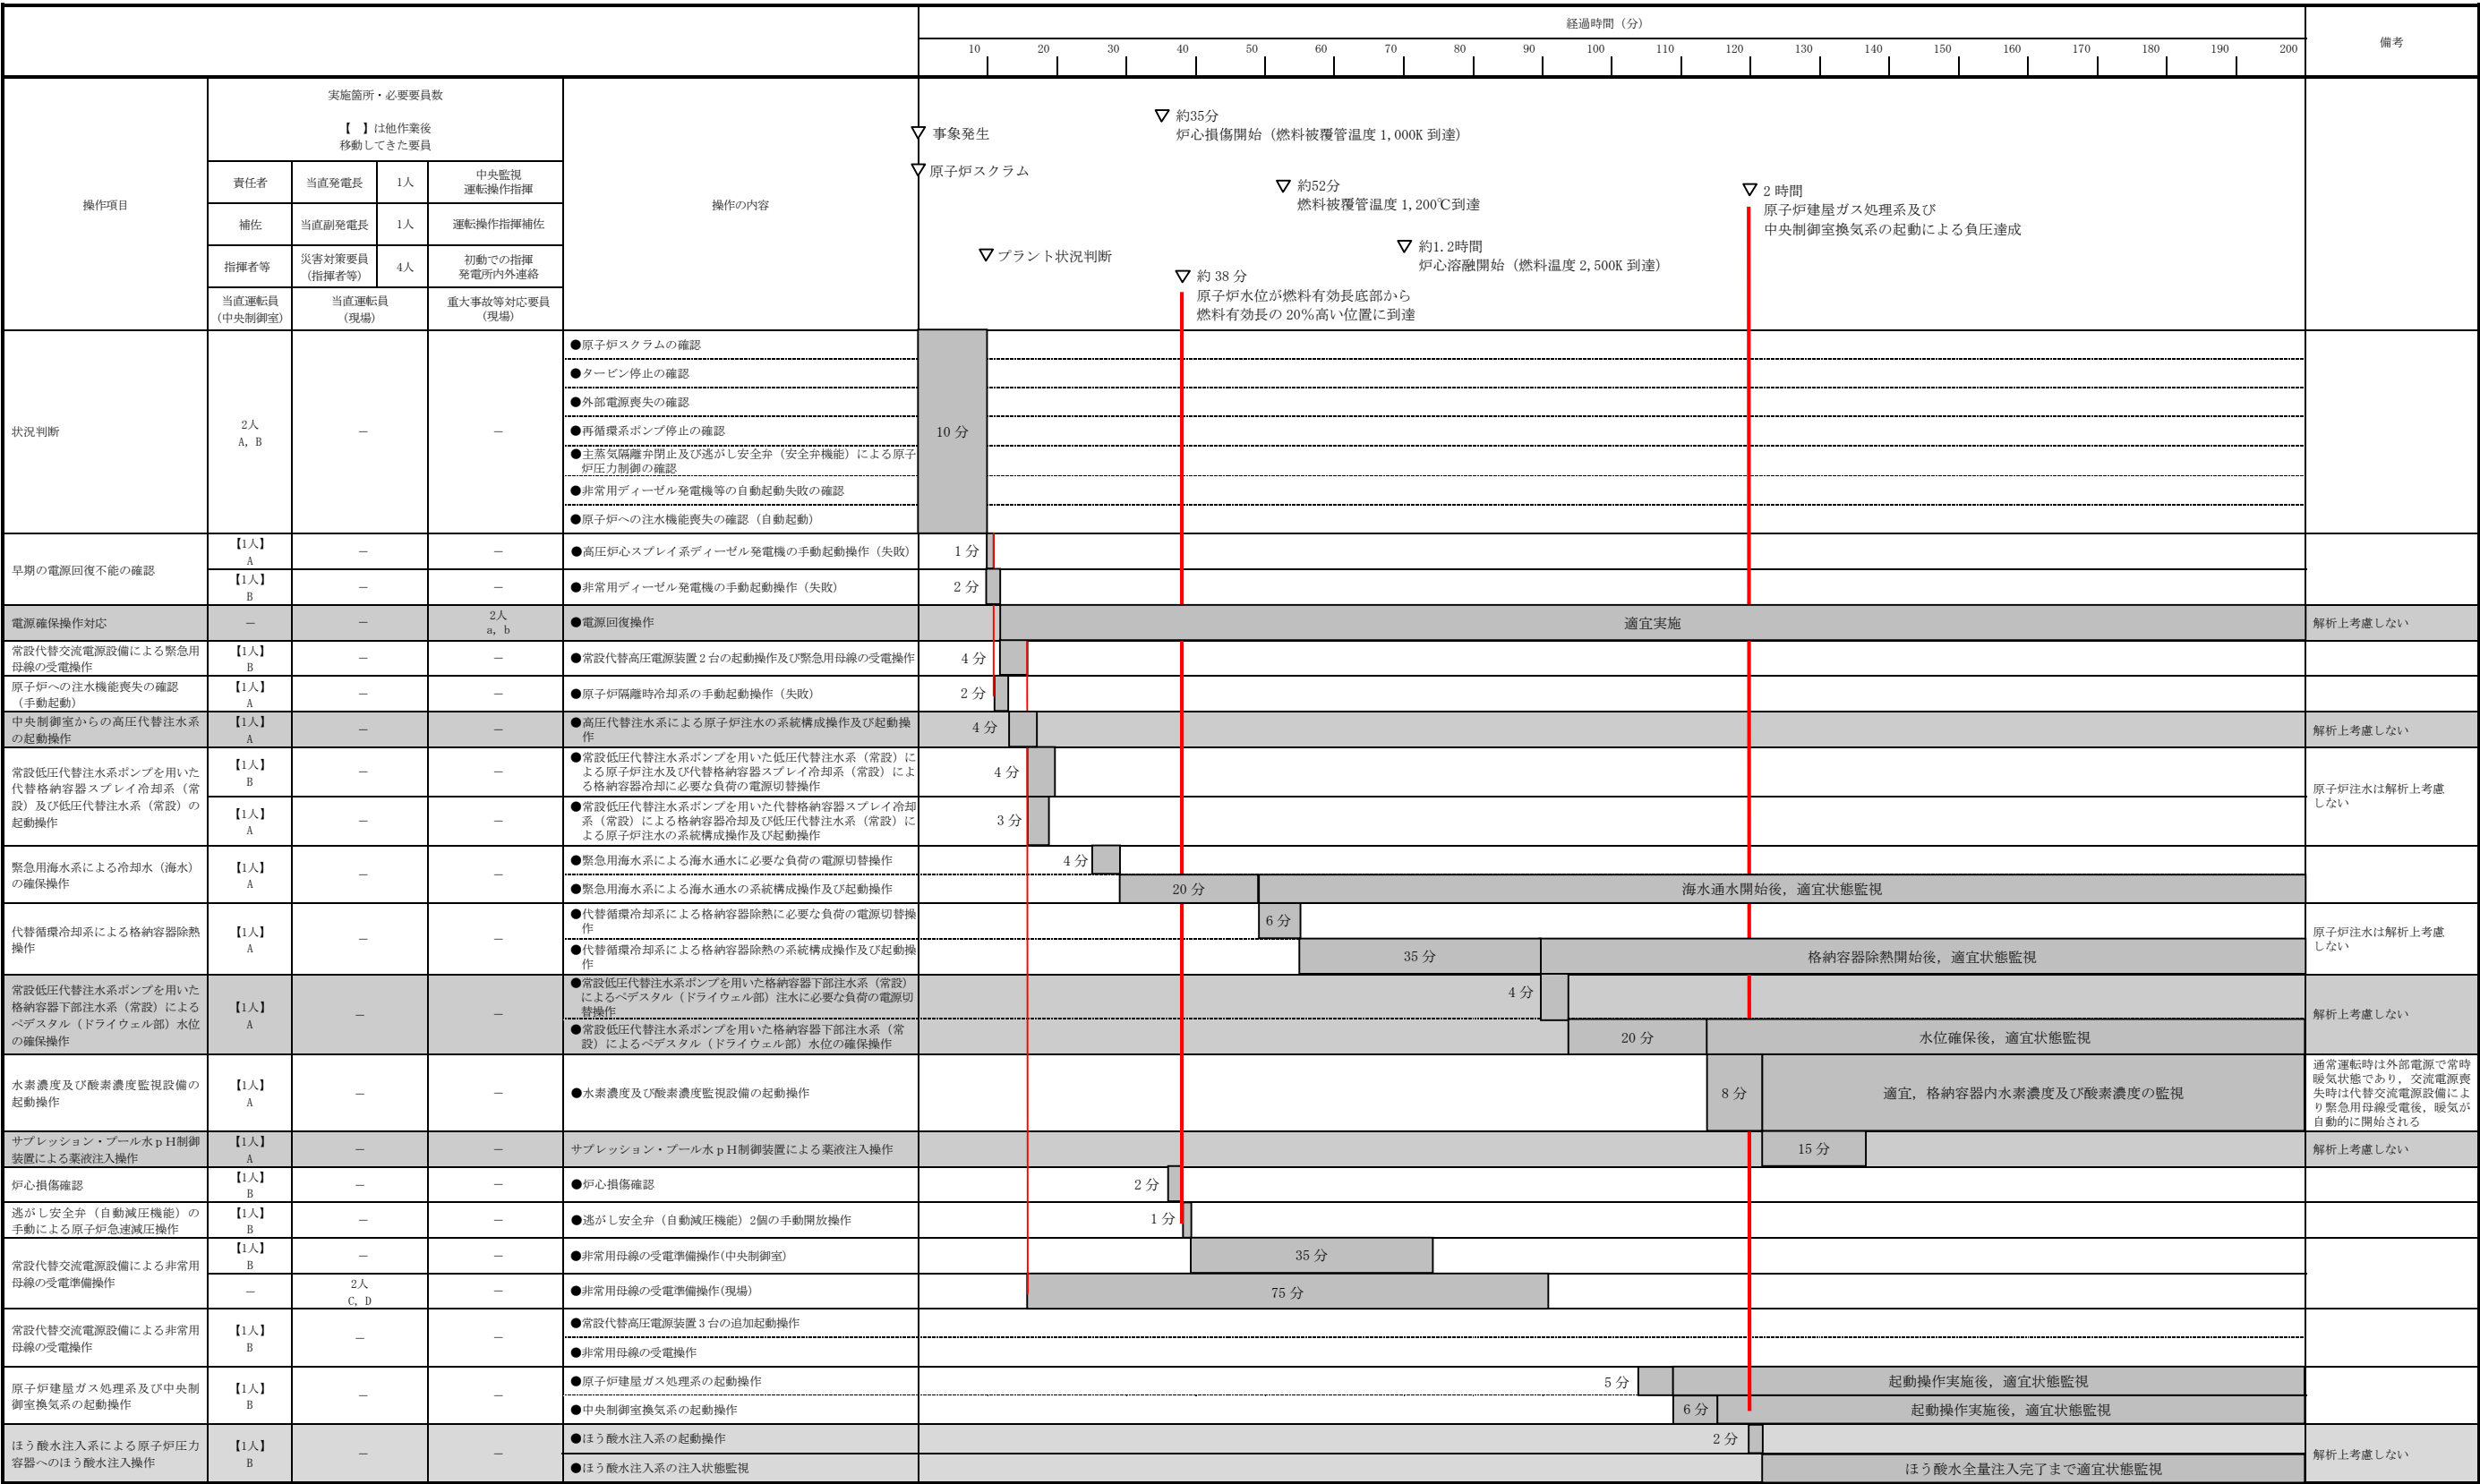 経過時間（分）
備考
10 20 30 40 50 60 70 80 90 100 110 120 130 140 150 160 170 180 190 200
操作項目
実施箇所・必要要員数
【　】は他作業後
移動してきた要員
責任者
当直発電長
1人
中央監視
運転操作指揮
補佐
当直副発電長
1人
運転操作指揮補佐
指揮者等
災害対策要員
（指揮者等）
4人
初動での指揮
発電所内外連絡
当直運転員
（中央制御室）
当直運転員
（現場）
重大事故等対応要員
（現場）
操作の内容
▽ 事象発生
▽ 原子炉スクラム
▽ プラント状況判断
▽ 約35分
炉心損傷開始（燃料被覆管温度 1,000K 到達）
▽ 約 38 分
原子炉水位が燃料有効長底部から
燃料有効長の 20％高い位置に到達
▽ 約52分
燃料被覆管温度 1,200℃到達
▽ 約1.2時間
炉心溶融開始（燃料温度 2,500K 到達）
▽ 2 時間
原子炉建屋ガス処理系及び
中央制御室換気系の起動による負圧達成
状況判断
2人
A, B
－
－
●原子炉スクラムの確認
●タービン停止の確認
●外部電源喪失の確認
●再循環系ポンプ停止の確認
●主蒸気隔離弁閉止及び逃がし安全弁（安全弁機能）による原子
炉圧力制御の確認
●非常用ディーゼル発電機等の自動起動失敗の確認
●原子炉への注水機能喪失の確認（自動起動）
10 分
早期の電源回復不能の確認
【1人】
A
－
－
●高圧炉心スプレイ系ディーゼル発電機の手動起動操作（失敗）
1 分
【1人】
B
－
－
●非常用ディーゼル発電機の手動起動操作（失敗）
2 分
電源確保操作対応
－
－
2人
a, b
●電源回復操作
適宜実施
解析上考慮しない
常設代替交流電源設備による緊急用
母線の受電操作
【1人】
B
－
－
●常設代替高圧電源装置 2 台の起動操作及び緊急用母線の受電操作
4 分
原子炉への注水機能喪失の確認
（手動起動）
【1人】
A
－
－
●原子炉隔離時冷却系の手動起動操作（失敗）
2 分
中央制御室からの高圧代替注水系
の起動操作
【1人】
A
－
－
●高圧代替注水系による原子炉注水の系統構成操作及び起動操
作
4 分
解析上考慮しない
常設低圧代替注水系ポンプを用いた
代替格納容器スプレイ冷却系（常
設）及び低圧代替注水系（常設）の
起動操作
【1人】
B
－
－
●常設低圧代替注水系ポンプを用いた低圧代替注水系（常設）に
よる原子炉注水及び代替格納容器スプレイ冷却系（常設）によ
る格納容器冷却に必要な負荷の電源切替操作
4 分
原子炉注水は解析上考慮
しない
【1人】
A
－
－
●常設低圧代替注水系ポンプを用いた代替格納容器スプレイ冷却
系（常設）による格納容器冷却及び低圧代替注水系（常設）に
よる原子炉注水の系統構成操作及び起動操作
3 分
緊急用海水系による冷却水（海水）
の確保操作
【1人】
A
－
－
●緊急用海水系による海水通水に必要な負荷の電源切替操作
4 分
●緊急用海水系による海水通水の系統構成操作及び起動操作
20 分
海水通水開始後，適宜状態監視
代替循環冷却系による格納容器除熱
操作
【1人】
A
－
－
●代替循環冷却系による格納容器除熱に必要な負荷の電源切替操
作
6 分
●代替循環冷却系による格納容器除熱の系統構成操作及び起動操
作
35 分
格納容器除熱開始後，適宜状態監視
原子炉注水は解析上考慮
しない
常設低圧代替注水系ポンプを用いた
格納容器下部注水系（常設）による
ペデスタル（ドライウェル部）水位
の確保操作
【1人】
A
－
－
●常設低圧代替注水系ポンプを用いた格納容器下部注水系（常設）
によるペデスタル（ドライウェル部）注水に必要な負荷の電源切
替操作
4 分
●常設低圧代替注水系ポンプを用いた格納容器下部注水系（常
設）によるペデスタル（ドライウェル部）水位の確保操作
20 分
水位確保後，適宜状態監視
解析上考慮しない
水素濃度及び酸素濃度監視設備の
起動操作
【1人】
A
－
－
●水素濃度及び酸素濃度監視設備の起動操作
8 分
適宜，格納容器内水素濃度及び酸素濃度の監視
通常運転時は外部電源で常時
暖気状態であり，交流電源喪
失時は代替交流電源設備によ
り緊急用母線受電後，暖気が
自動的に開始される
サプレッション・プール水ｐＨ制御
装置による薬液注入操作
【1人】
A
－
－
サプレッション・プール水ｐＨ制御装置による薬液注入操作
15 分
解析上考慮しない
炉心損傷確認
【1人】
B
－
－
●炉心損傷確認
2 分
逃がし安全弁（自動減圧機能）の
手動による原子炉急速減圧操作
【1人】
B
－
－
●逃がし安全弁（自動減圧機能）2個の手動開放操作
1 分
常設代替交流電源設備による非常用
母線の受電準備操作
【1人】
B
－
－
●非常用母線の受電準備操作(中央制御室)
35 分
－
2人
C, D
－
●非常用母線の受電準備操作(現場)
75 分
常設代替交流電源設備による非常用
母線の受電操作
【1人】
B
－
－
●常設代替高圧電源装置 3 台の追加起動操作
●非常用母線の受電操作
原子炉建屋ガス処理系及び中央制
御室換気系の起動操作
【1人】
B
－
－
●原子炉建屋ガス処理系の起動操作
5 分
起動操作実施後，適宜状態監視
●中央制御室換気系の起動操作
6 分
起動操作実施後，適宜状態監視
ほう酸水注入系による原子炉圧力
容器へのほう酸水注入操作
【1人】
B
－
－
●ほう酸水注入系の起動操作
2 分
●ほう酸水注入系の注入状態監視
ほう酸水全量注入完了まで適宜状態監視
解析上考慮しない